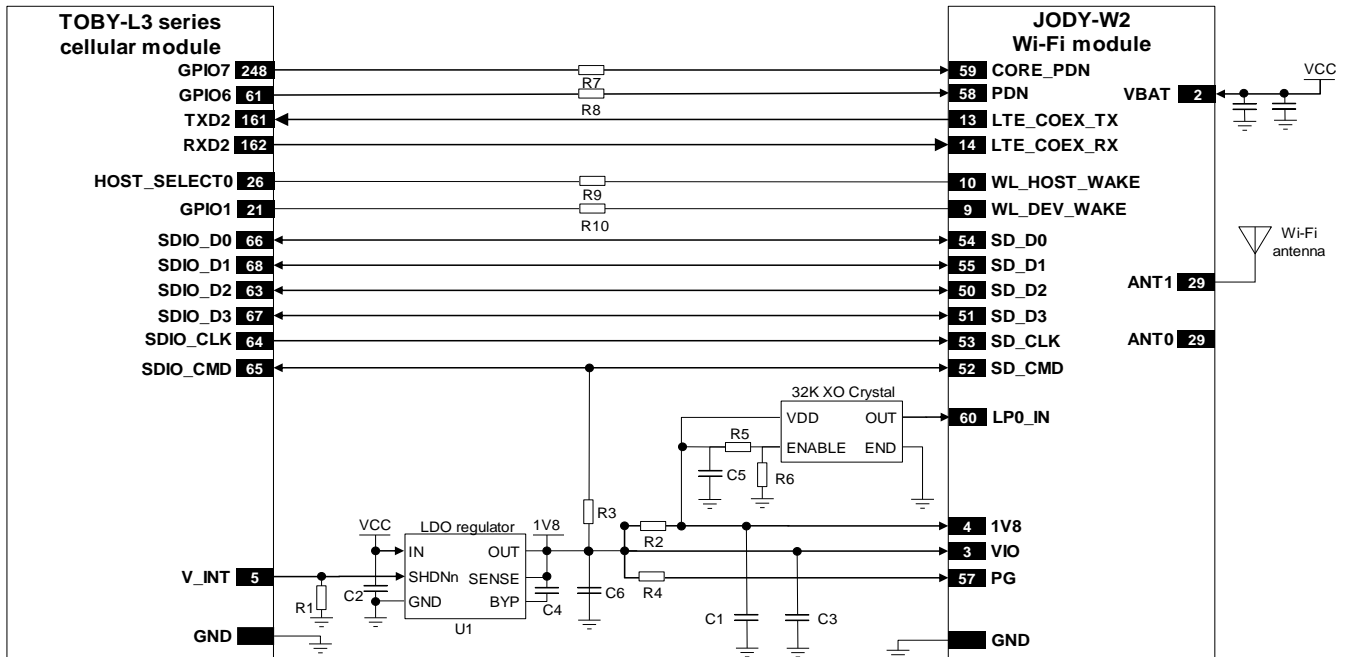 TOBY-L3 series
cellular module
JODY-W2
Wi-Fi module
GPIO7 248
R7
59 CORE_PDN
GPIO6 61
R8
58 PDN
VBAT 2
VCC
TXD2 161
13 LTE_COEX_TX
RXD2 162
14 LTE_COEX_RX
HOST_SELECT0 26
R9
10 WL_HOST_WAKE
GPIO1 21
R10
9 WL_DEV_WAKE
SDIO_D0 66
54 SD_D0
Wi-Fi
antenna
SDIO_D1 68
55 SD_D1
ANT1 29
SDIO_D2 63
50 SD_D2
SDIO_D3 67
51 SD_D3
SDIO_CLK 64
53 SD_CLK
ANT0 29
SDIO_CMD 65
52 SD_CMD
32K XO Crystal
VDD OUT
60 LP0_IN
R5
ENABLE END
C5
R6
R3
VCC
LDO regulator
1V8
R2
4 1V8
IN OUT
3 VIO
V_INT 5
SHDNn SENSE
R4
57 PG
R1
C2
GND BYP
C4
C6
C1
C3
U1
GND
GND